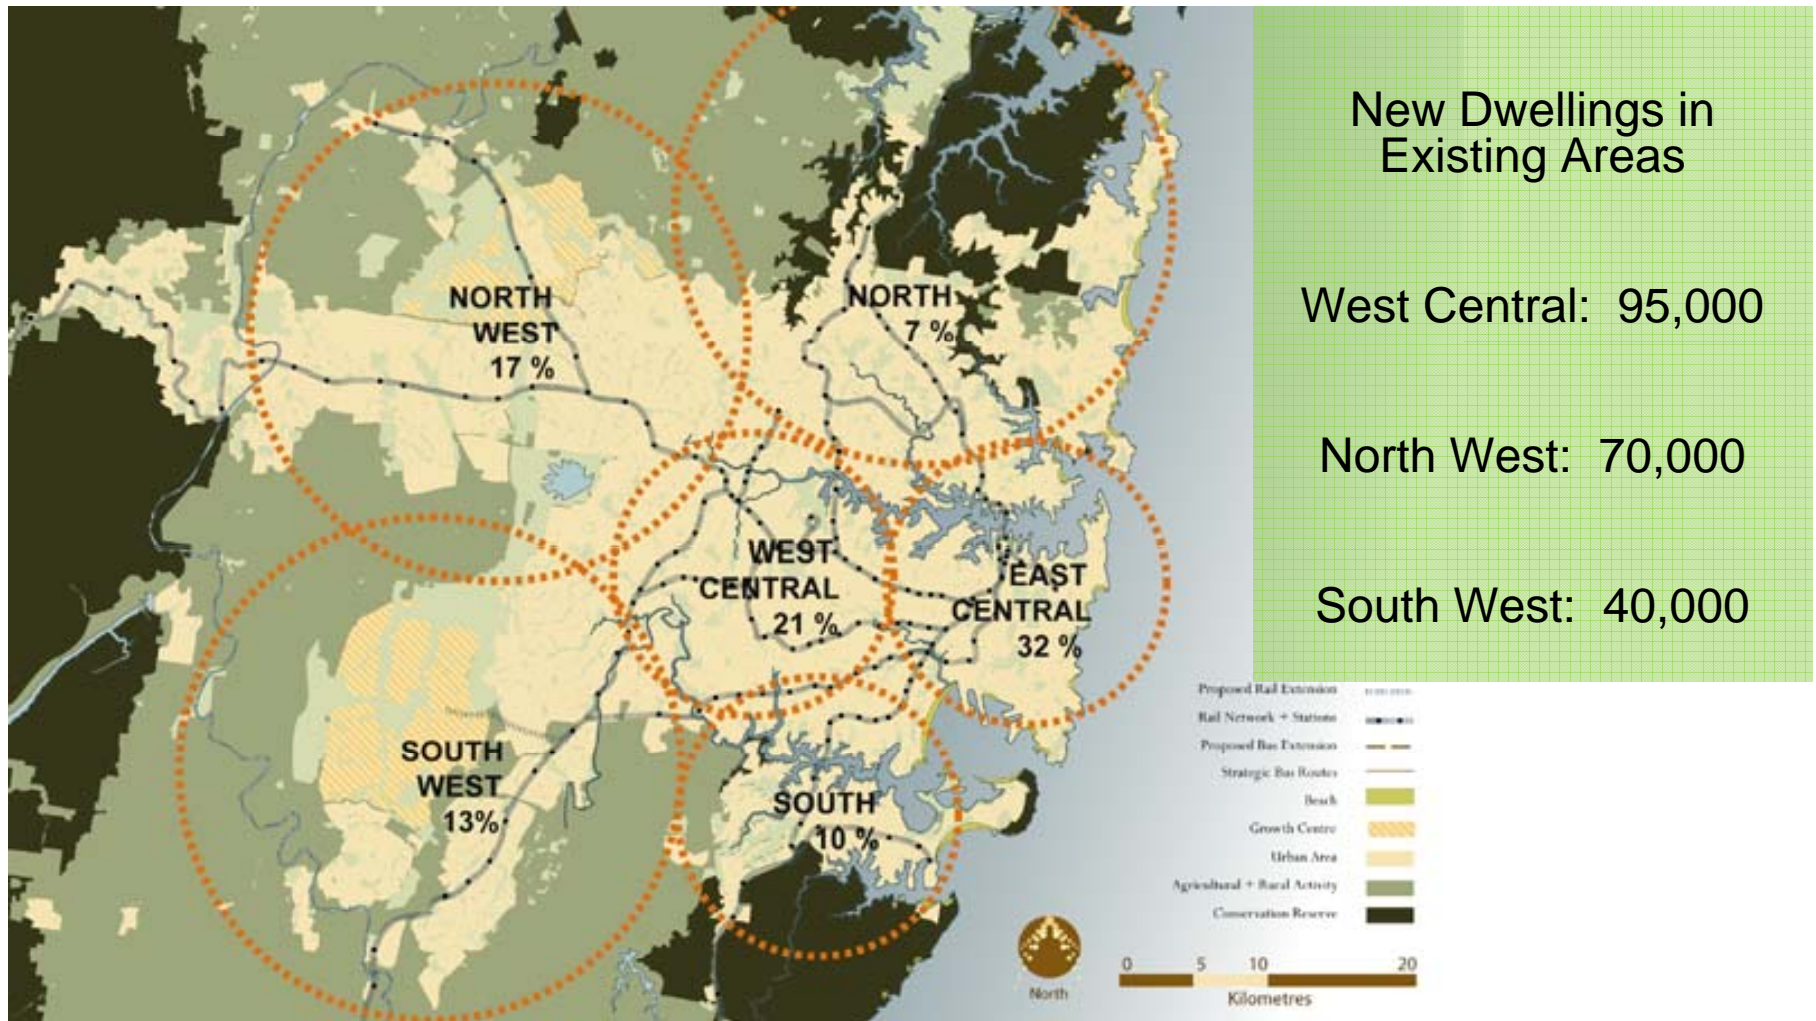 New Dwellings in
Existing Areas
West Central: 95,000
North West: 70,000
South West: 40,000
NORTH
WEST
17 %
NORTH
7 %
WEST
CENTRAL
21 %
EAST
CENTRAL
32 %
SOUTH
WEST
13%
SOUTH
10 %
Proposed Rail Extension
Rail Network + Stations
Proposed Bus Extension
Strategic Bus Routes
Beach
Growth Centre
Urban Area
Agricultural + Rural Activity
Conservation Reserve
North
0 5 10 20
Kilometres